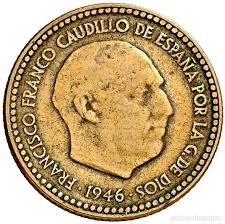 FRANCISCO FRANCO CAUDILLO DE ESPAÑA POR LA G. DE DIOS
· 1946 ·